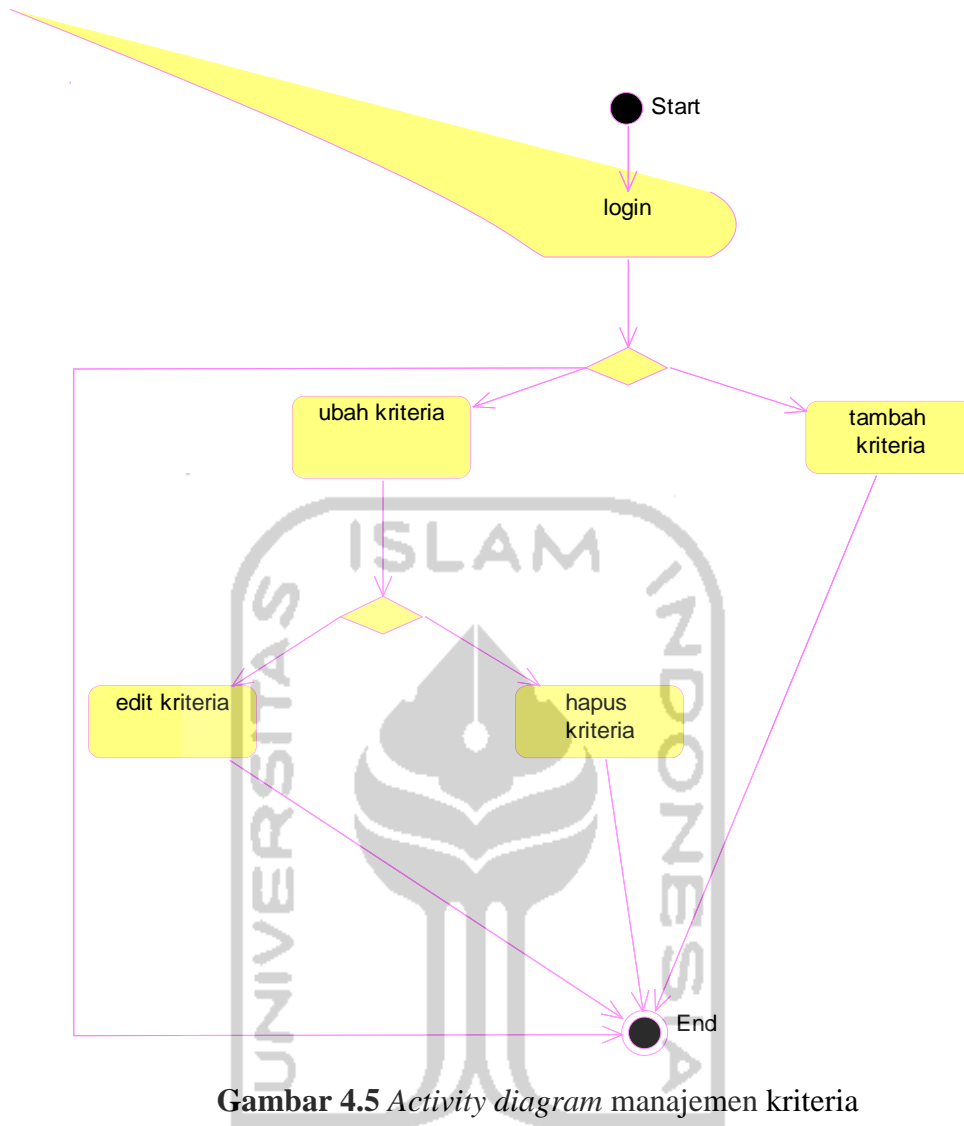 Start
login
ubah kriteria
tambah
kriteria
edit kriteria
hapus
kriteria
End
UNIVERSITAS ISLAM INDONESIA
Gambar 4.5 Activity diagram manajemen kriteria